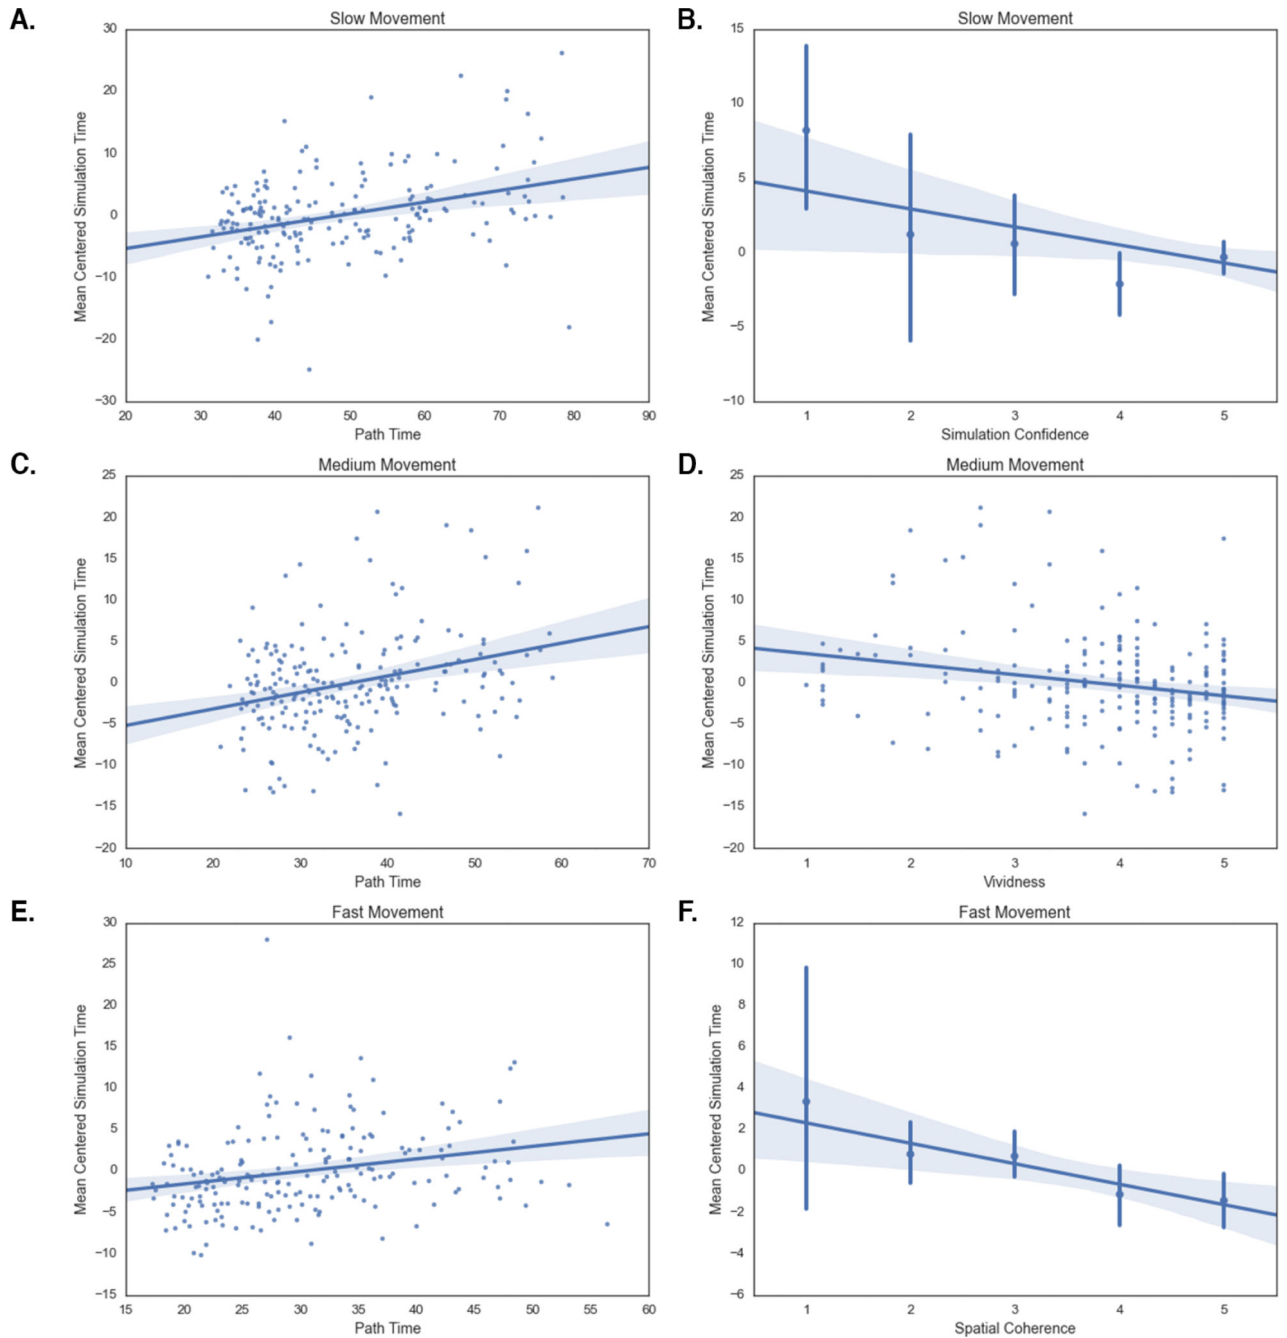 A.
Slow Movement
30
20
10
0
−10
−20
−30
Mean Centered Simulation Time
20 30 40 50 60 70 80 90
Path Time
B.
Slow Movement
15
10
5
0
−5
−10
Mean Centered Simulation Time
1 2 3 4 5
Simulation Confidence
C.
Medium Movement
25
20
15
10
5
0
−5
−10
−15
−20
Mean Centered Simulation Time
10 20 30 40 50 60 70
Path Time
D.
Medium Movement
25
20
15
10
5
0
−5
−10
−15
−20
Mean Centered Simulation Time
1 2 3 4 5
Vividness
E.
Fast Movement
30
25
20
15
10
5
0
−5
−10
−15
Mean Centered Simulation Time
15 20 25 30 35 40 45 50 55 60
Path Time
F.
Fast Movement
12
10
8
6
4
2
0
−2
−4
−6
Mean Centered Simulation Time
1 2 3 4 5
Spatial Coherence